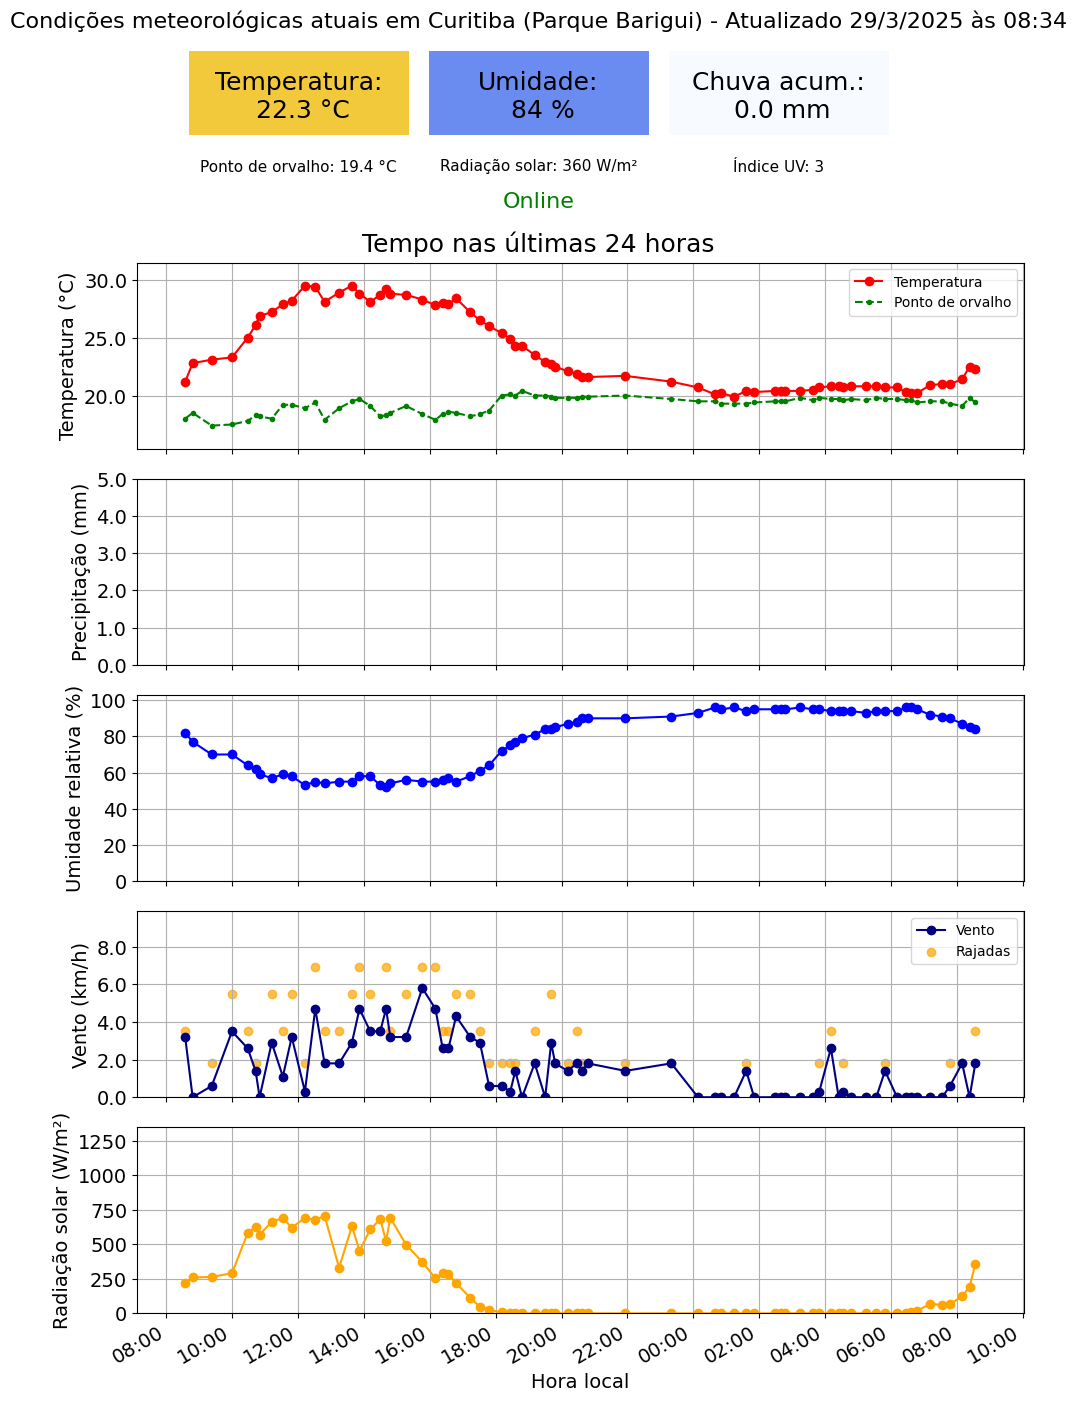 Condições meteorológicas atuais em Curitiba (Parque Barigui) - Atualizado 29/3/2025 às 08:34
Temperatura:
22.3 °C
Umidade:
84 %
Chuva acum.:
0.0 mm
Ponto de orvalho: 19.4 °C
Radiação solar: 360 W/m²
Índice UV: 3
Online
Tempo nas últimas 24 horas
Temperatura (°C)
30.0
25.0
20.0
Temperatura
Ponto de orvalho
Precipitação (mm)
5.0
4.0
3.0
2.0
1.0
0.0
Umidade relativa (%)
100
80
60
40
20
0
Vento (km/h)
8.0
6.0
4.0
2.0
0.0
Vento
Rajadas
Radiação solar (W/m²)
1250
1000
750
500
250
0
08:00
10:00
12:00
14:00
16:00
18:00
20:00
22:00
00:00
02:00
04:00
06:00
08:00
10:00
Hora local